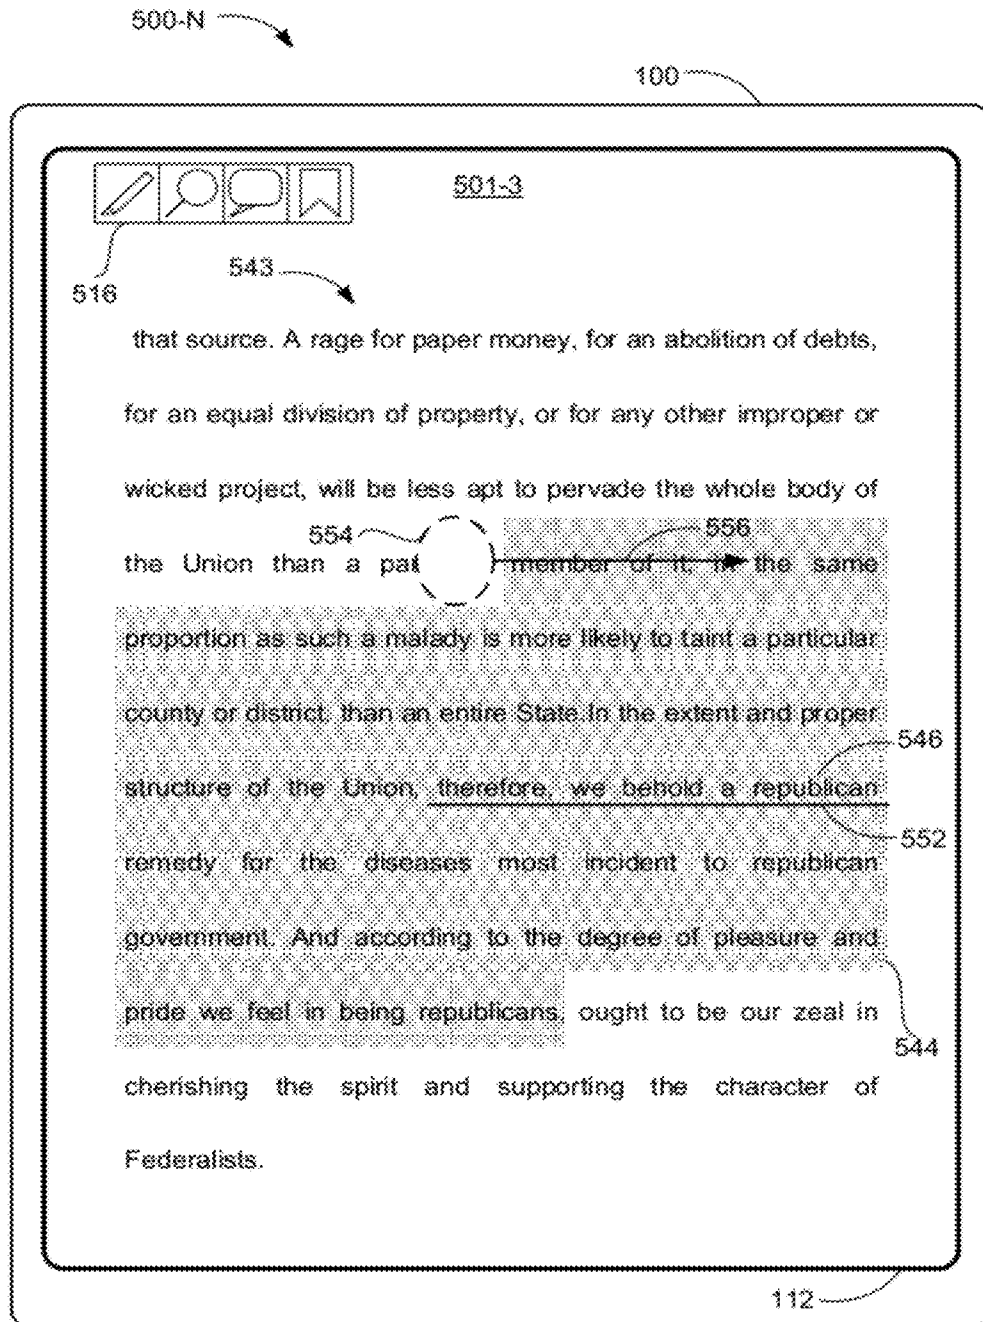 500-N
100
501-3
516
543
that source. A rage for paper money, for an abolition of debts,
for an equal division of property, or for any other improper or
wicked project, will be less apt to pervade the whole body of
554
556
the Union than a member of it; the same
proportion as such a malady is more likely to taint a particular
county or district, than an entire State.In the extent and proper
546
structure of the Union, therefore, we behold a republican
552
remedy for the diseases most incident to republican
government. And according to the degree of pleasure and
pride we feel in being republicans, ought to be our zeal in
544
cherishing the spirit and supporting the character of
Federalists.
112